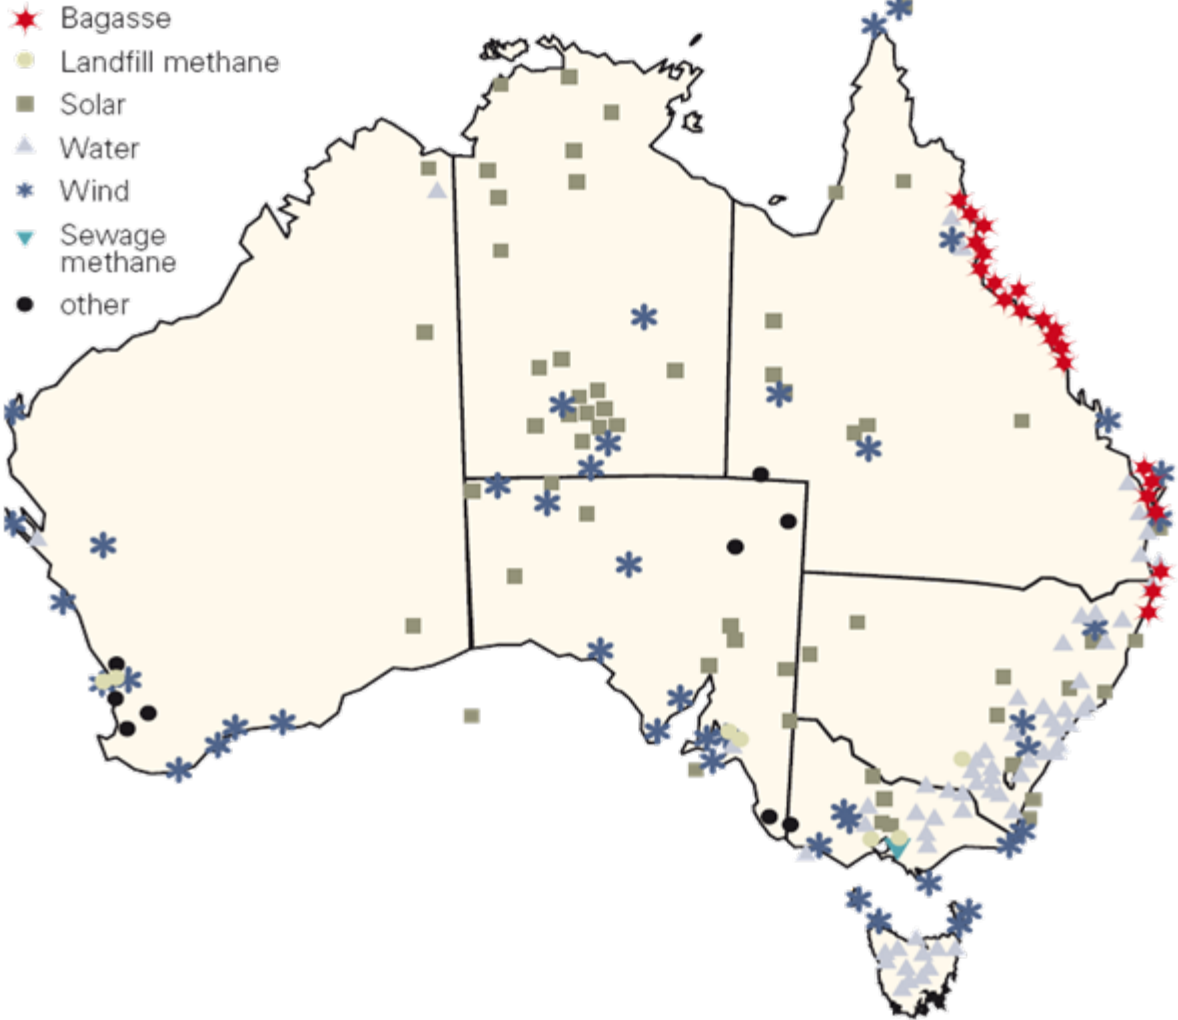 Bagasse
Landfill methane
Solar
Water
Wind
Sewage
methane
other